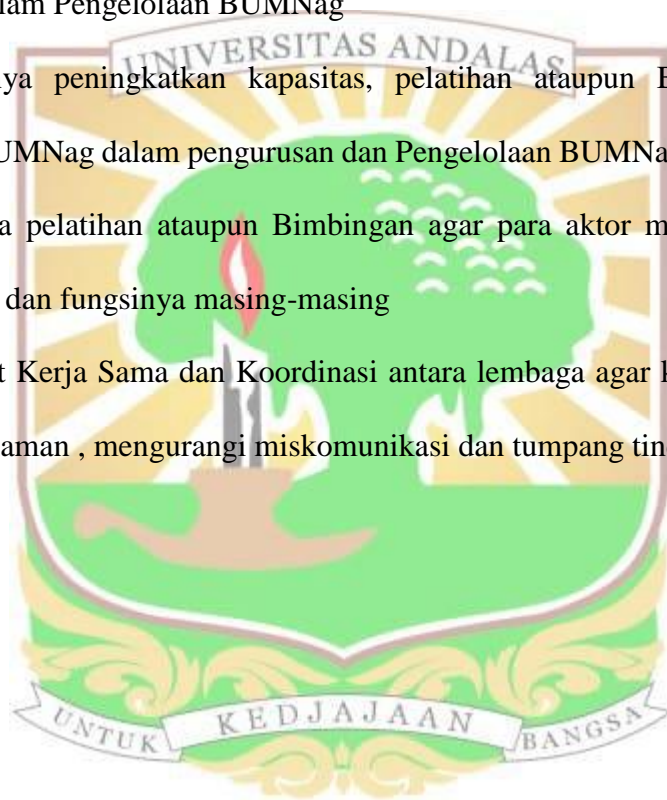 lam Pengelolaan BUMNag
UNIVERSITAS ANDALAS
ya peningkatkan kapasitas, pelatihan ataupun
UMNag dalam pengurusan dan Pengelolaan BUMNa
a pelatihan ataupun Bimbingan agar para aktor m
dan fungsinya masing-masing
t Kerja Sama dan Koordinasi antara lembaga agar k
aman , mengurangi miskomunikasi dan tumpang tin
UNTUK KEDJAJAAN BANGSA